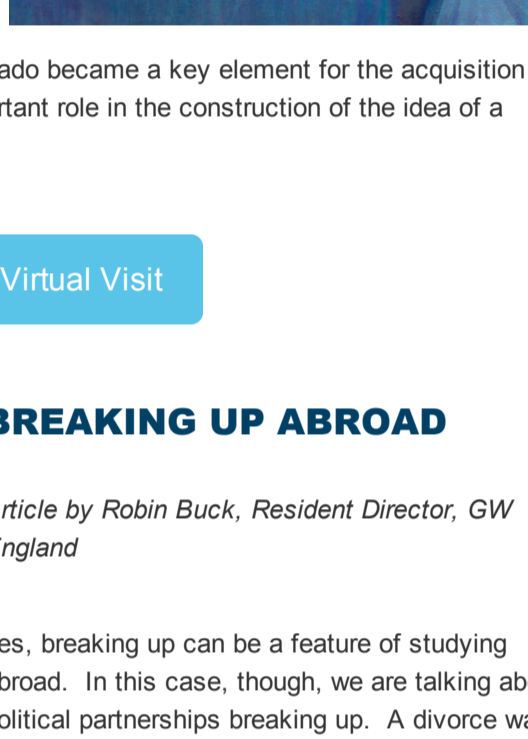 ado became a key element for the acquisition
rtant role in the construction of the idea of a
Virtual Visit
BREAKING UP ABROAD
rticle by Robin Buck, Resident Director, GW
ngland
es, breaking up can be a feature of studying
broad.  In this case, though, we are talking ab
olitical partnerships breaking up.  A divorce wa